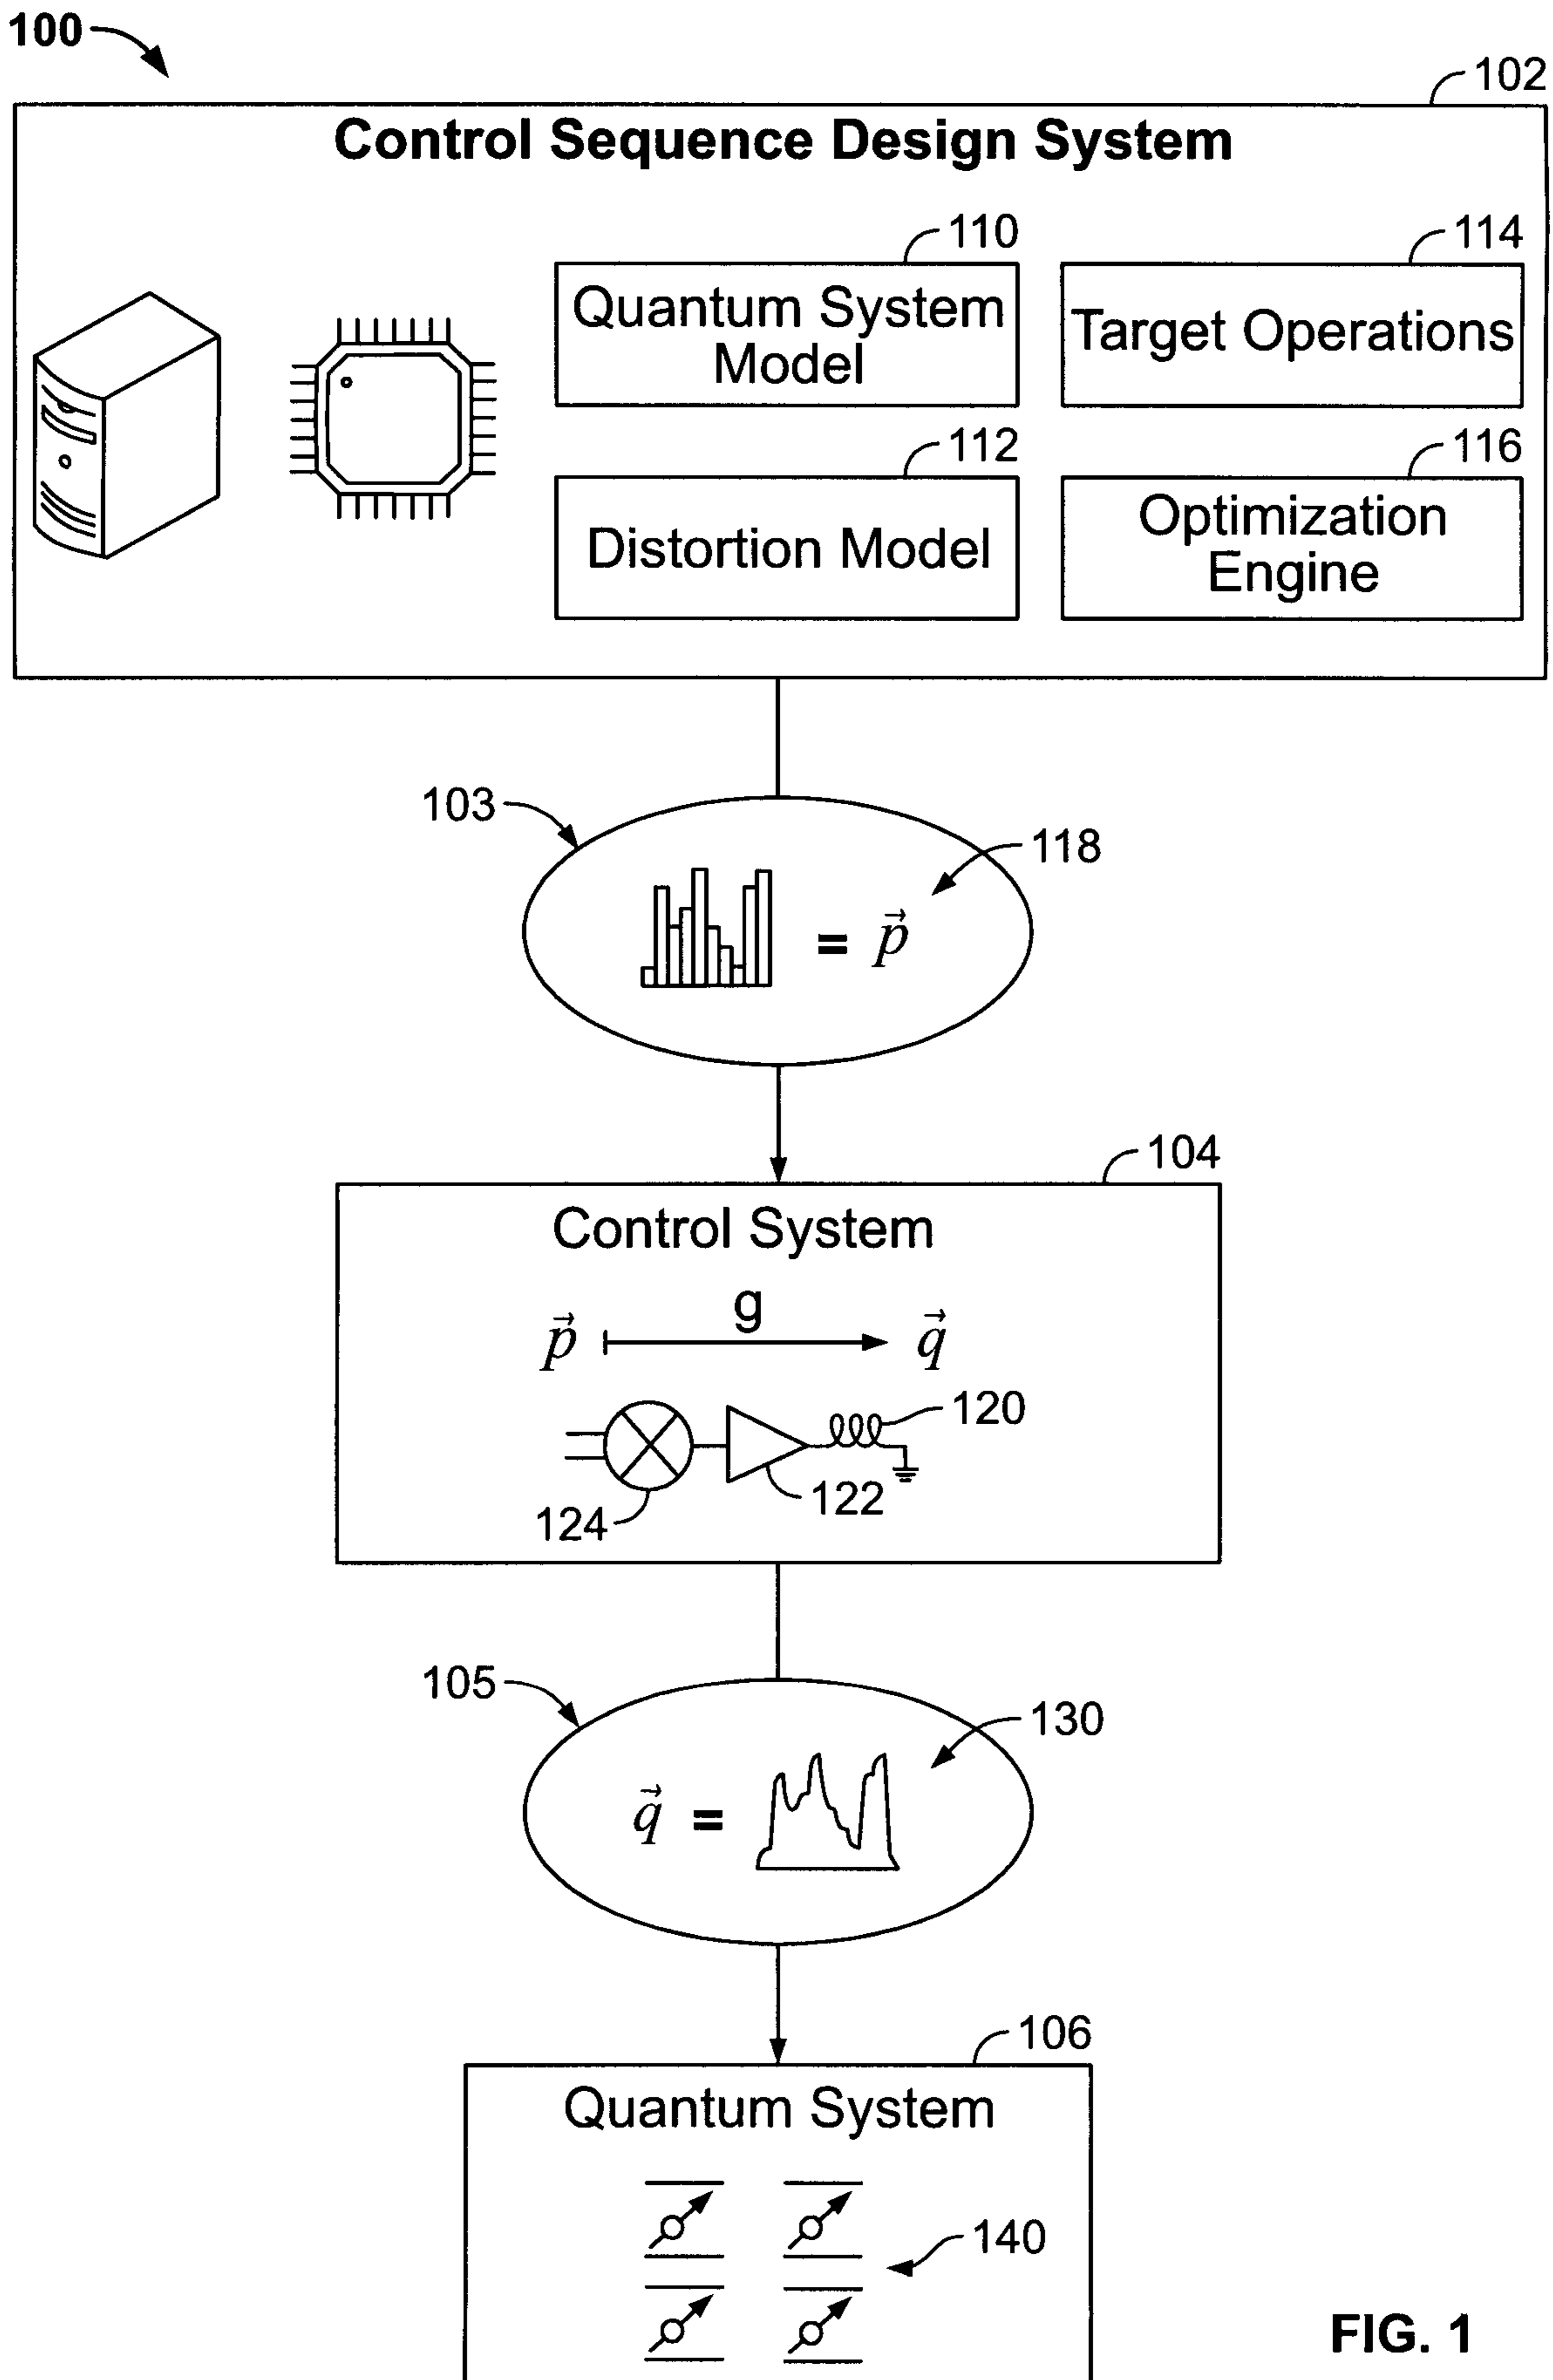 100
102
Control Sequence Design System
110
114
Quantum System
Model
Target Operations
112
116
Distortion Model
Optimization
Engine
103
118
= p⃗
104
Control System
g
p⃗ q⃗
120
122
124
105
130
q⃗ =
106
Quantum System
140
FIG. 1